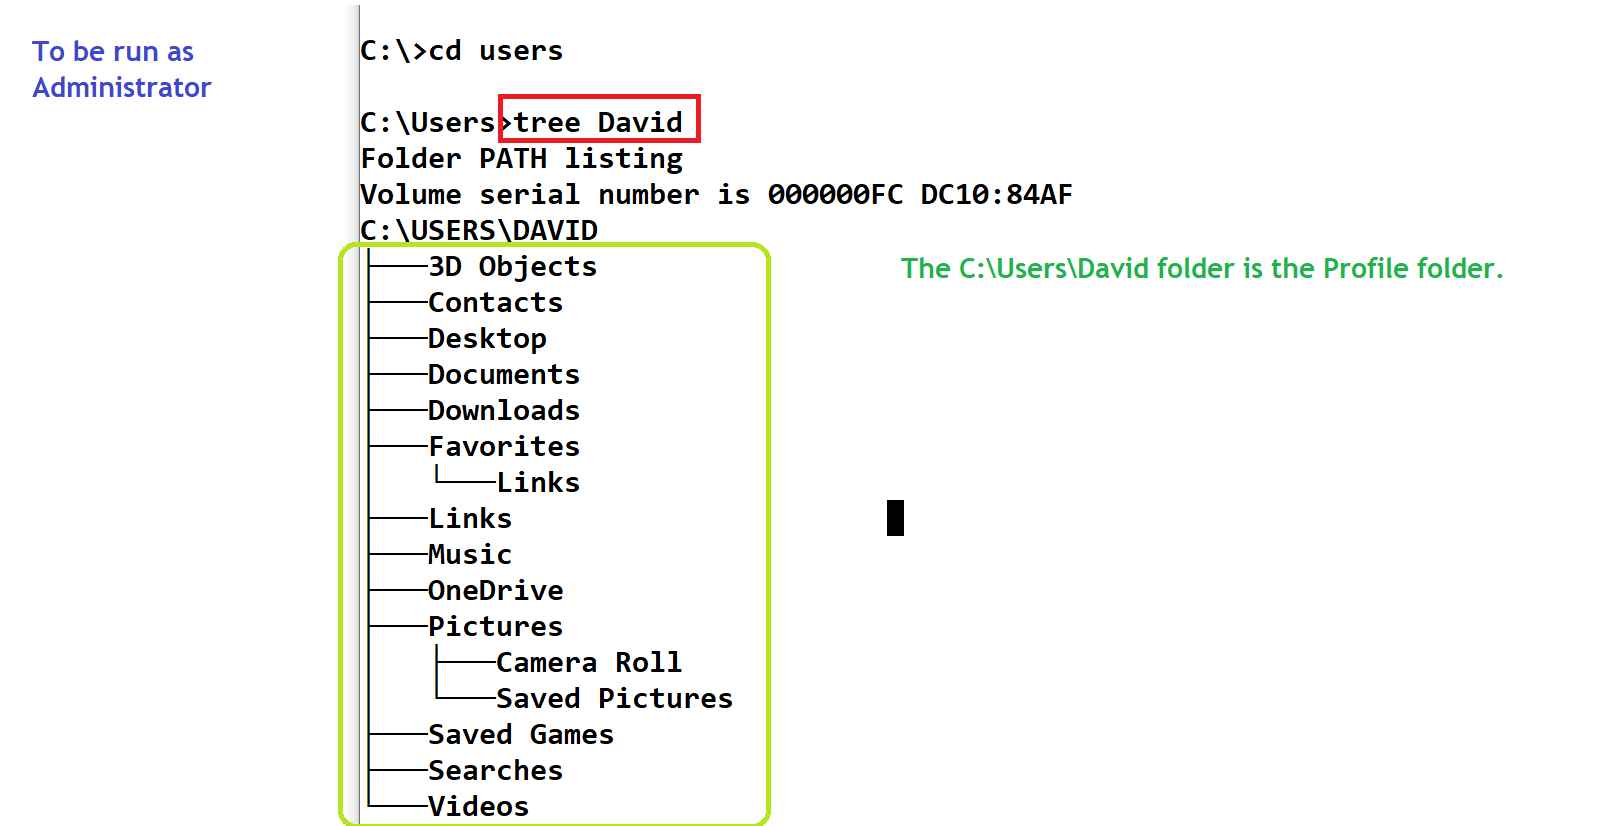 To be run as
Administrator
C:\>cd users
C:\Users>tree David
Folder PATH listing
Volume serial number is 000000FC DC10:84AF
C:\USERS\DAVID
├───3D Objects
├───Contacts
├───Desktop
├───Documents
├───Downloads
├───Favorites
│   └───Links
├───Links
├───Music
├───OneDrive
├───Pictures
│   ├───Camera Roll
│   └───Saved Pictures
├───Saved Games
├───Searches
└───Videos
The C:\Users\David folder is the Profile folder.